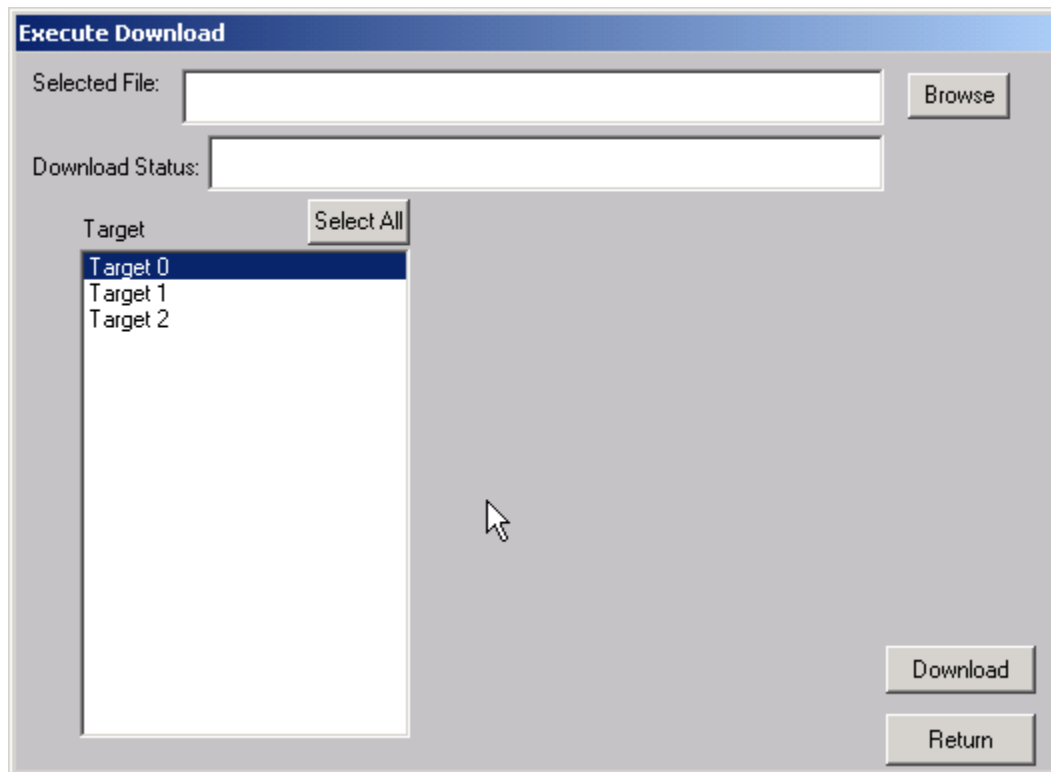 Execute Download
Selected File:
Browse
Download Status:
Target
Select All
Target 0
Target 1
Target 2
Download
Return